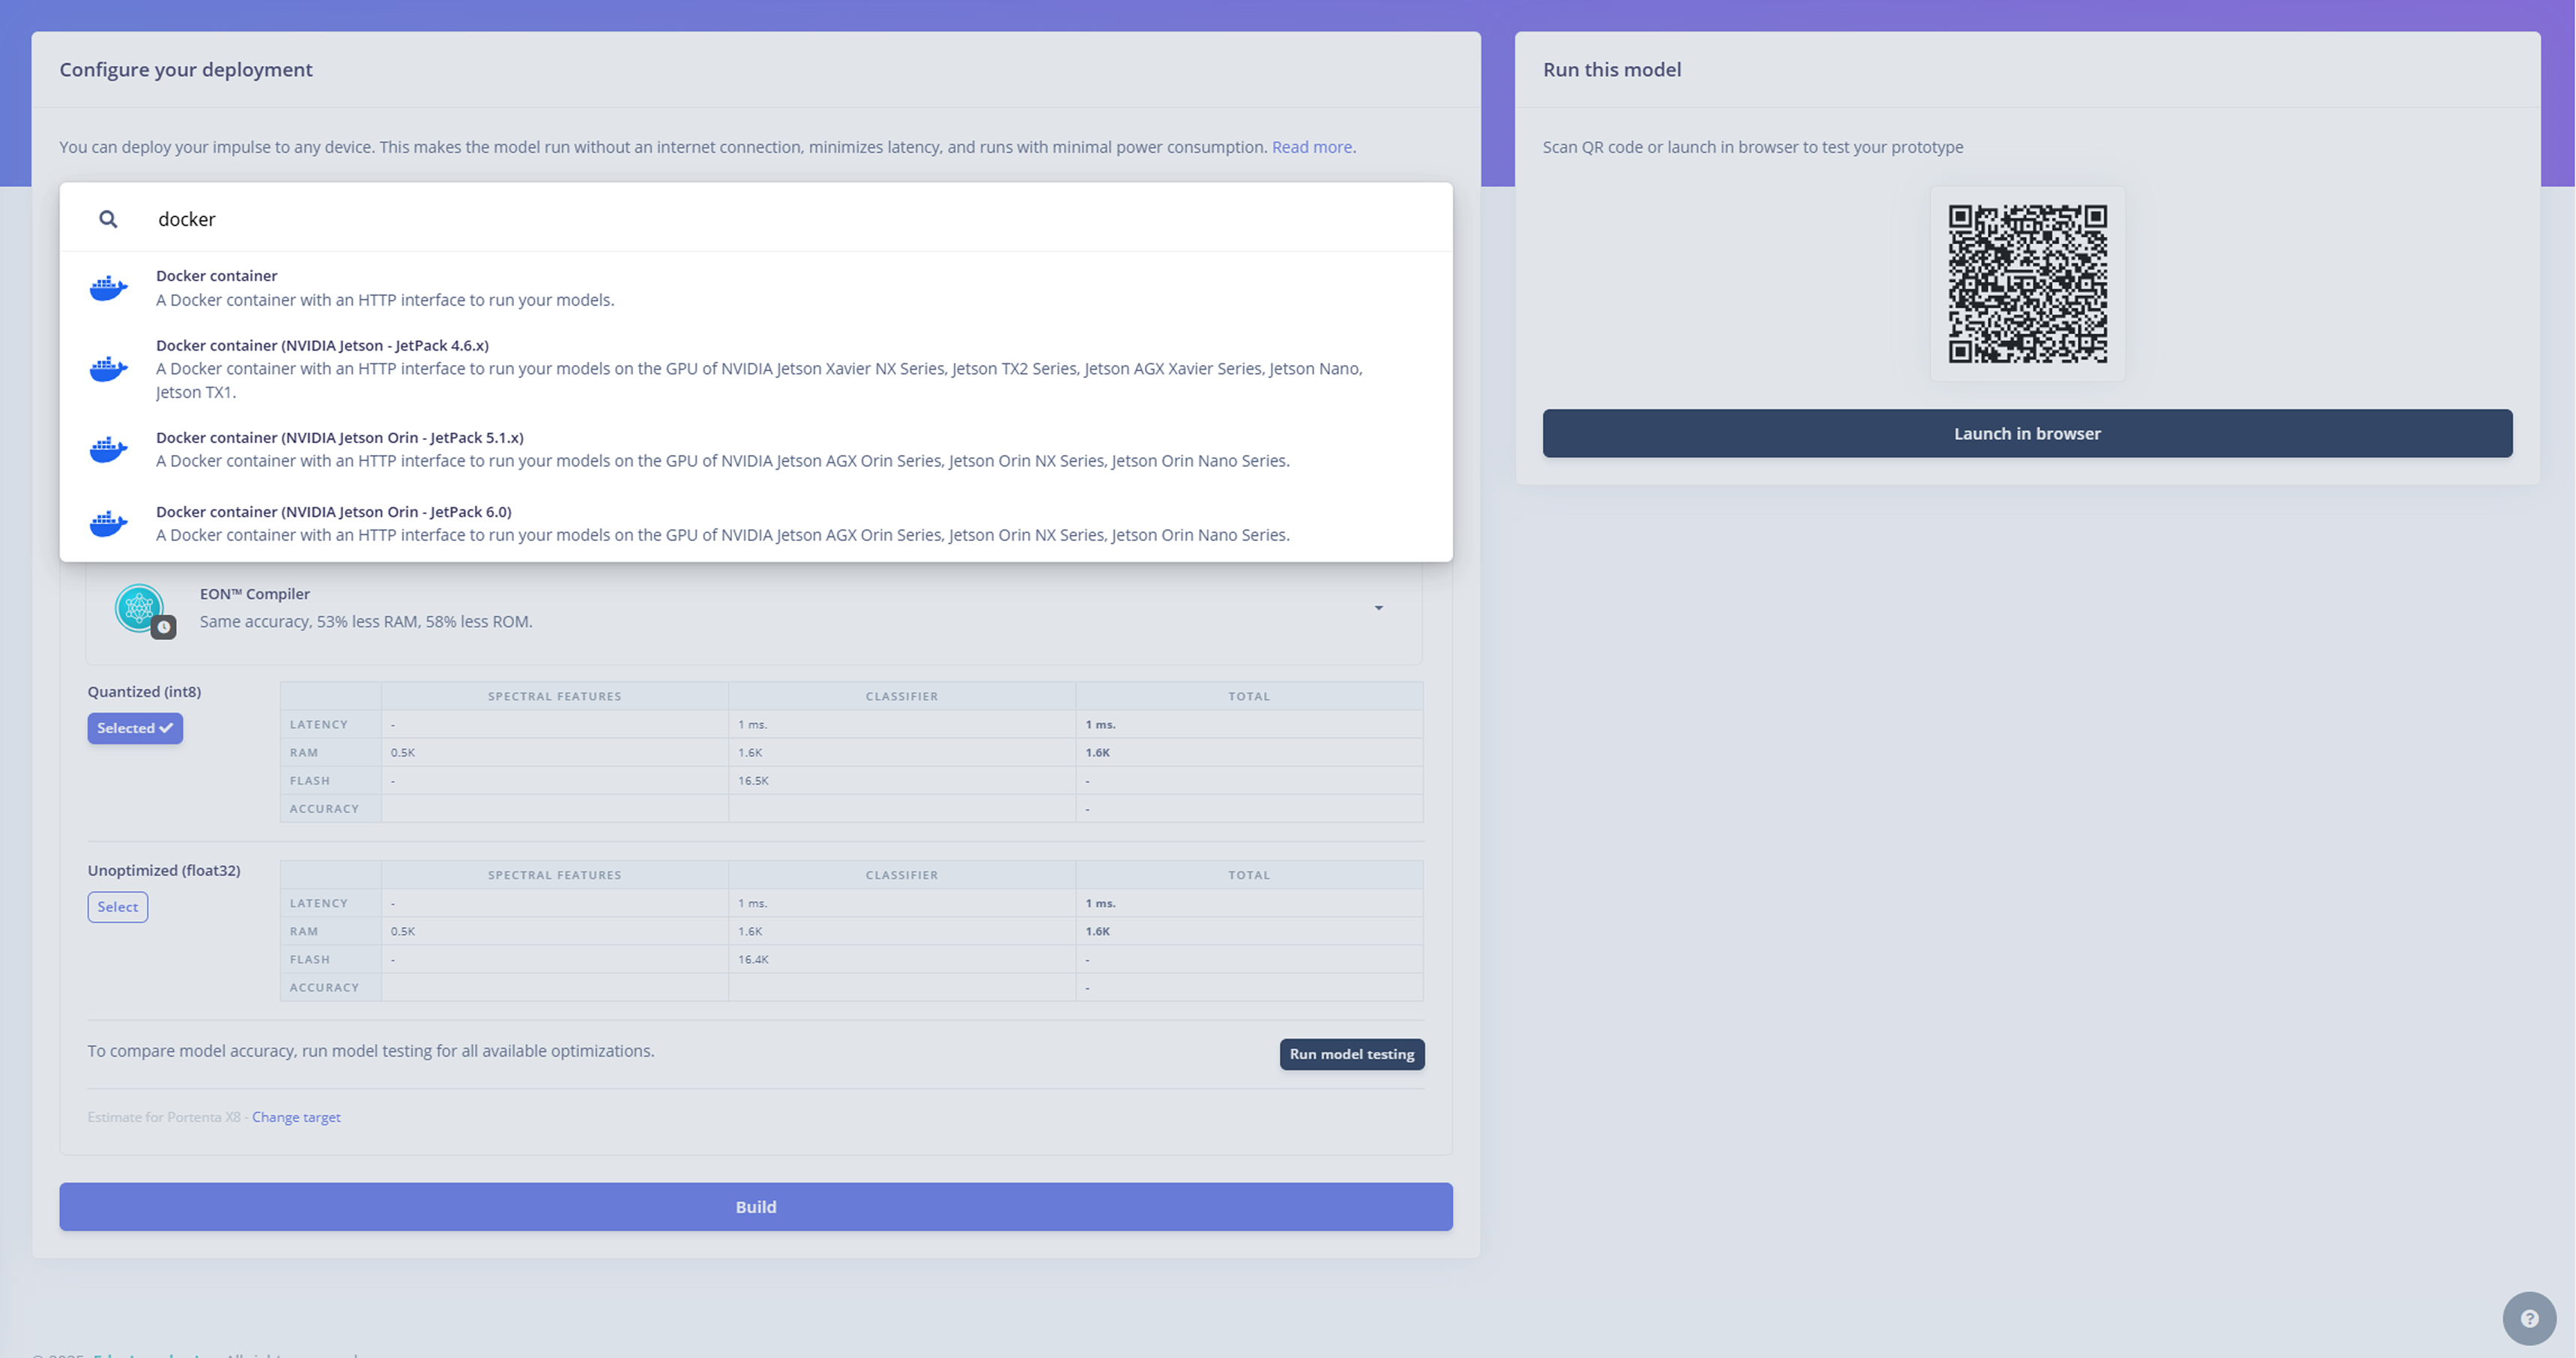 Configure your deployment
You can deploy your impulse to any device. This makes the model run without an internet connection, minimizes latency, and runs with minimal power consumption. Read more.
docker
Docker container
A Docker container with an HTTP interface to run your models.
Docker container (NVIDIA Jetson - JetPack 4.6.x)
A Docker container with an HTTP interface to run your models on the GPU of NVIDIA Jetson Xavier NX Series, Jetson TX2 Series, Jetson AGX Xavier Series, Jetson Nano,
Jetson TX1.
Docker container (NVIDIA Jetson Orin - JetPack 5.1.x)
A Docker container with an HTTP interface to run your models on the GPU of NVIDIA Jetson AGX Orin Series, Jetson Orin NX Series, Jetson Orin Nano Series.
Docker container (NVIDIA Jetson Orin - JetPack 6.0)
A Docker container with an HTTP interface to run your models on the GPU of NVIDIA Jetson AGX Orin Series, Jetson Orin NX Series, Jetson Orin Nano Series.
EON™ Compiler
Same accuracy, 53% less RAM, 58% less ROM.
Quantized (int8)
Selected
SPECTRAL FEATURES CLASSIFIER TOTAL
LATENCY - 1 ms. 1 ms.
RAM 0.5K 1.6K 1.6K
FLASH - 16.5K -
ACCURACY -
Unoptimized (float32)
Select
SPECTRAL FEATURES CLASSIFIER TOTAL
LATENCY - 1 ms. 1 ms.
RAM 0.5K 1.6K 1.6K
FLASH - 16.4K -
ACCURACY -
To compare model accuracy, run model testing for all available optimizations.
Run model testing
Estimate for Portenta X8 - Change target
Build
Run this model
Scan QR code or launch in browser to test your prototype
Launch in browser
?